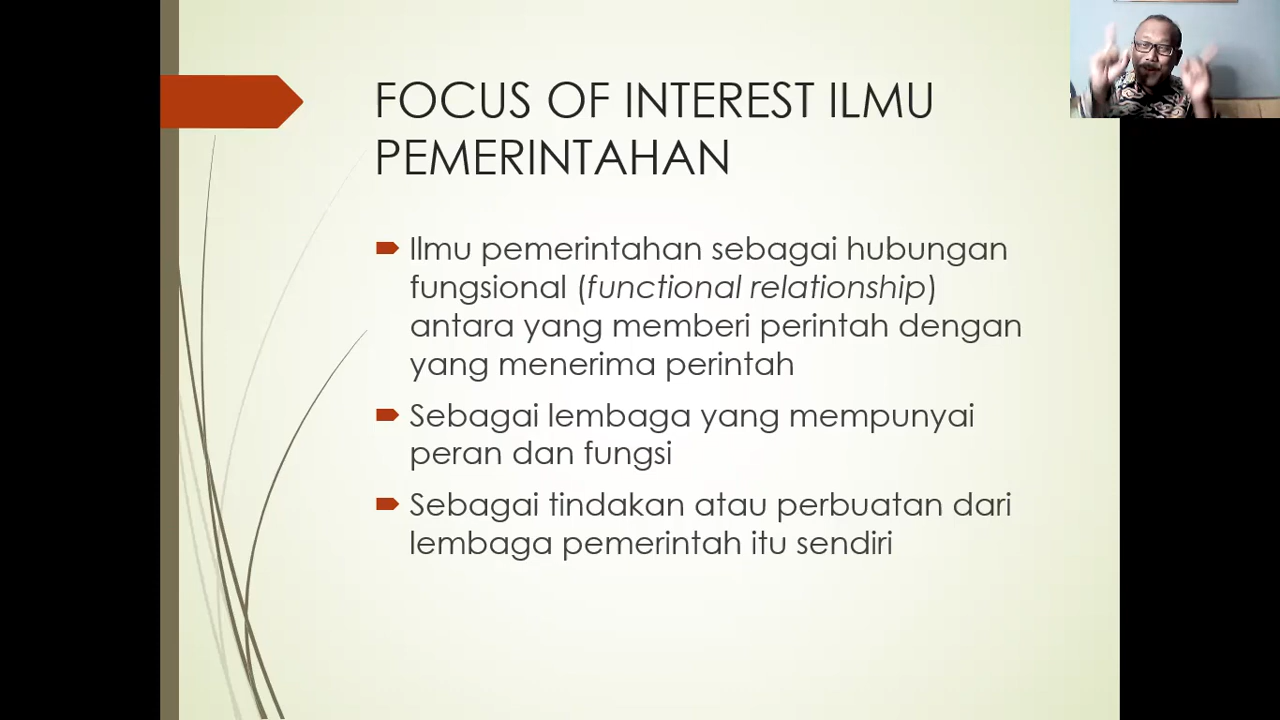 FOCUS OF INTEREST ILMU
PEMERINTAHAN
Ilmu pemerintahan sebagai hubungan
fungsional (functional relationship)
antara yang memberi perintah dengan
yang menerima perintah
Sebagai lembaga yang mempunyai
peran dan fungsi
Sebagai tindakan atau perbuatan dari
lembaga pemerintah itu sendiri